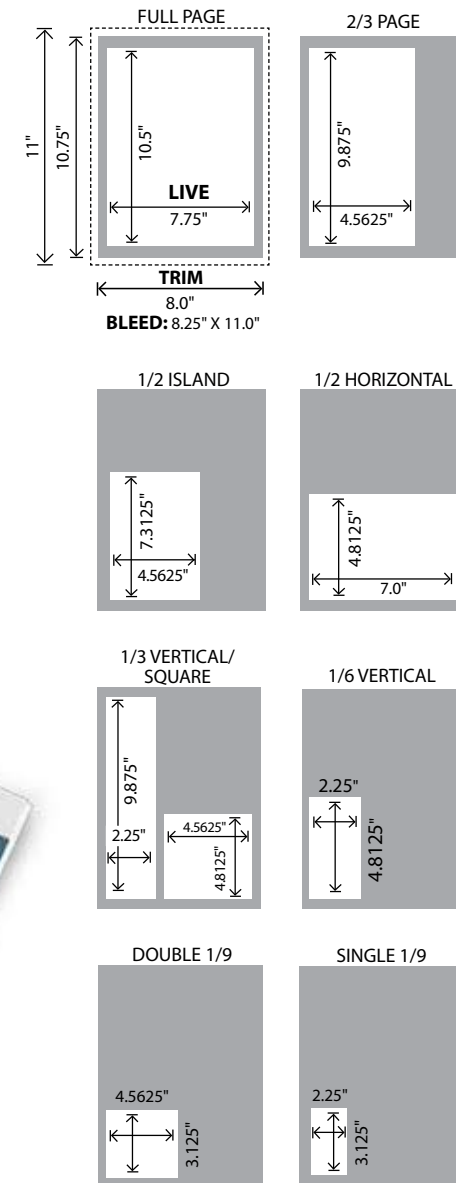 FULL PAGE
11"
10.75"
10.5"
LIVE
7.75"
TRIM
8.0"
BLEED: 8.25" X 11.0"
2/3 PAGE
9.875"
4.5625"
1/2 ISLAND
7.3125"
4.5625"
1/2 HORIZONTAL
4.8125"
7.0"
1/3 VERTICAL/
SQUARE
9.875"
2.25"
4.5625"
4.8125"
1/6 VERTICAL
2.25"
4.8125"
DOUBLE 1/9
4.5625"
3.125"
SINGLE 1/9
2.25"
3.125"